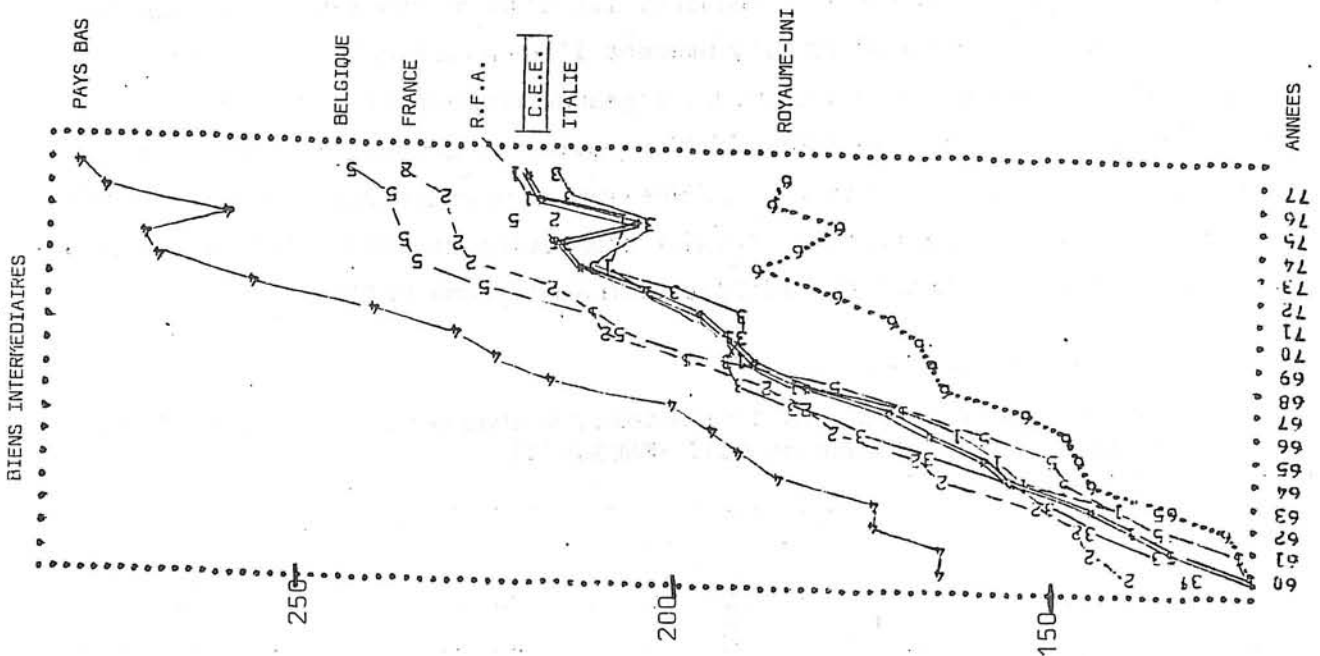 BIENS INTERMEDIAIRES
PAYS BAS
BELGIQUE
FRANCE
R.F.A.
C.E.E.
ITALIE
ROYAUME-UNI
250
200
150
60 61 62 63 64 65 66 67 68 69 70 71 72 73 74 75 76 77
ANNEES